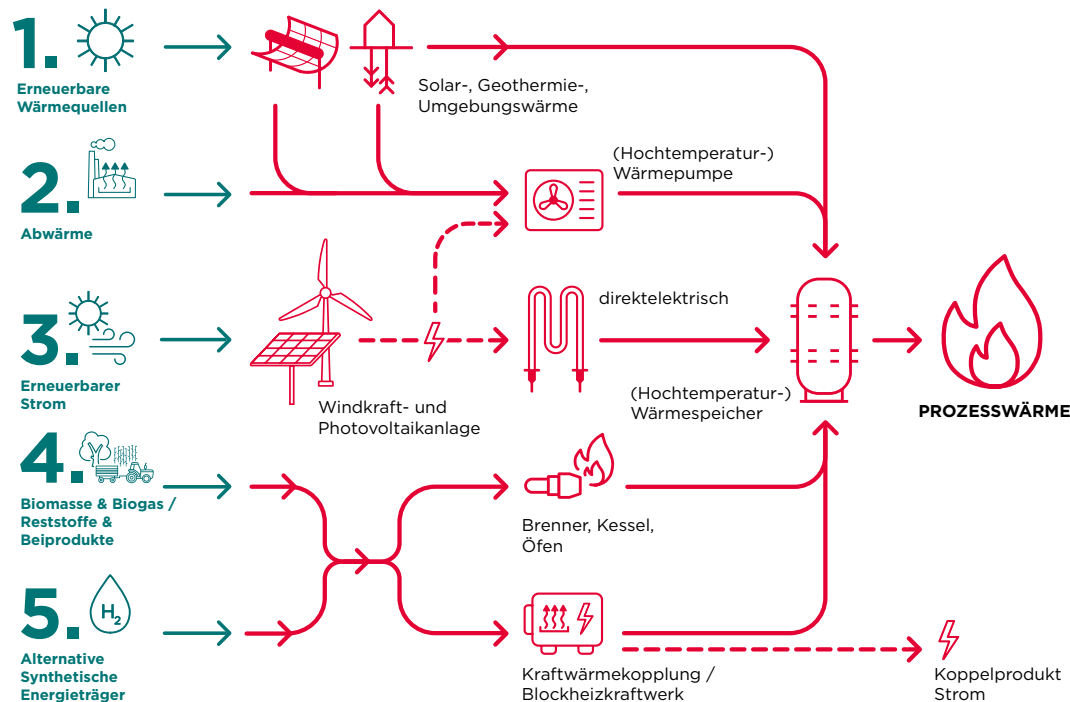 1.
Erneuerbare
Wärmequellen
Solar-, Geothermie-,
Umgebungswärme
2.
Abwärme
(Hochtemperatur-)
Wärmepumpe
3.
Erneuerbarer
Strom
Windkraft- und
Photovoltaikanlage
direktelektrisch
(Hochtemperatur-)
Wärmespeicher
PROZESSWÄRME
4.
Biomasse & Biogas /
Reststoffe &
Beiprodukte
Brenner, Kessel,
Öfen
5.
H₂
Alternative
Synthetische
Energieträger
Kraftwärmekopplung /
Blockheizkraftwerk
Koppelprodukt
Strom